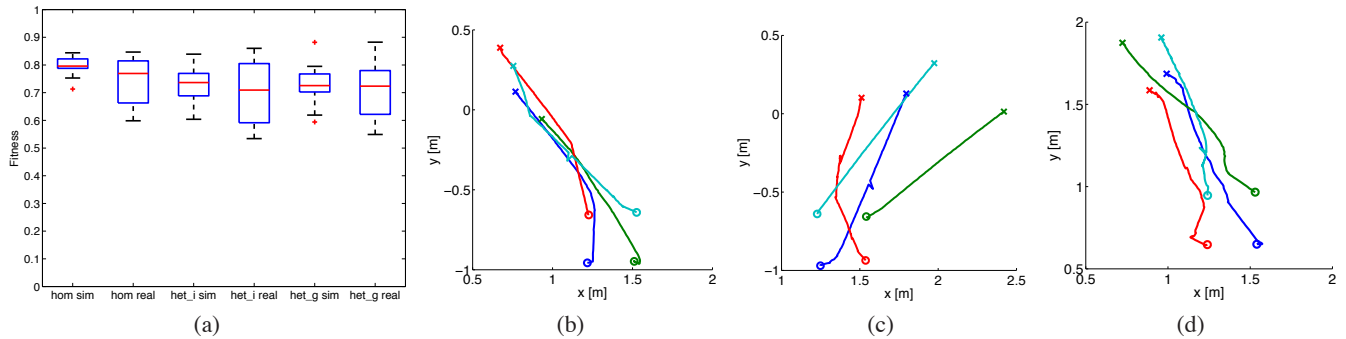 1
0.9
0.8
0.7
0.6
0.5
0.4
0.3
0.2
0.1
0
Fitness
hom sim hom real het_i sim het_i real het_g sim het_g real
(a)
0.5
0
−0.5
−1
y [m]
0.5 1 1.5 2
x [m]
(b)
0.5
0
−0.5
−1
y [m]
1 1.5 2 2.5
x [m]
(c)
2
1.5
1
0.5
y [m]
0.5 1 1.5 2
x [m]
(d)